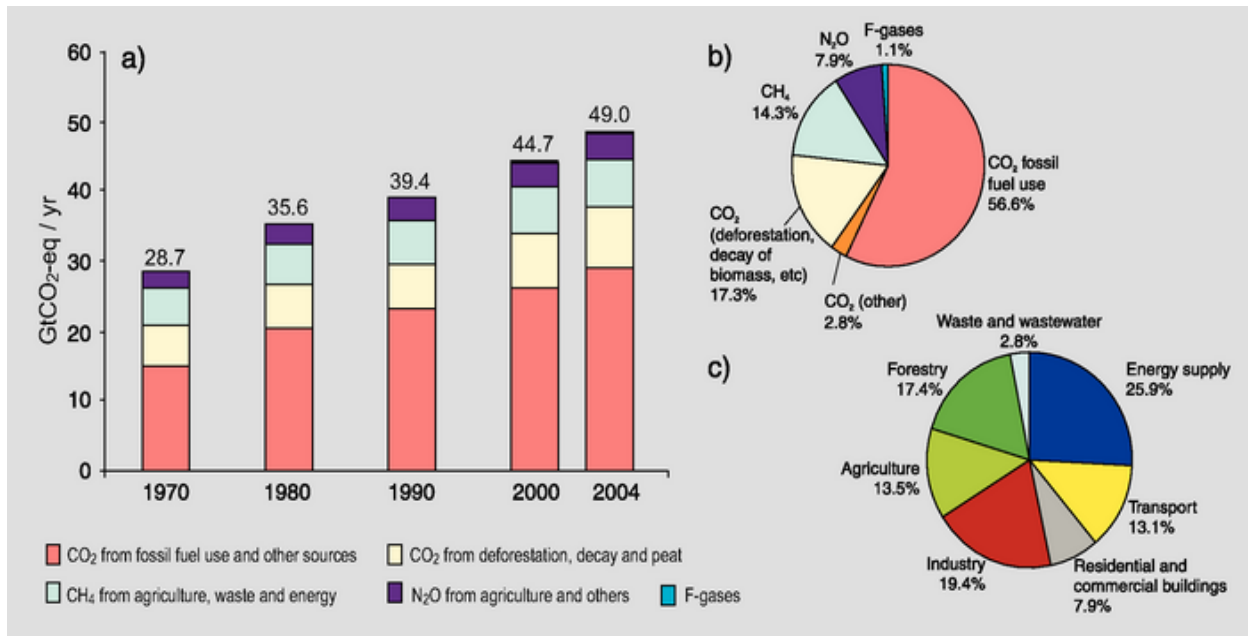 a)
60
50
40
30
20
10
0
GtCO₂-eq / yr
28.7
35.6
39.4
44.7
49.0
1970
1980
1990
2000
2004
CO₂ from fossil fuel use and other sources
CO₂ from deforestation, decay and peat
CH₄ from agriculture, waste and energy
N₂O from agriculture and others
F-gases
b)
F-gases
1.1%
N₂O
7.9%
CH₄
14.3%
CO₂ fossil
fuel use
56.6%
CO₂
(deforestation,
decay of
biomass, etc)
17.3%
CO₂ (other)
2.8%
c)
Waste and wastewater
2.8%
Forestry
17.4%
Energy supply
25.9%
Agriculture
13.5%
Transport
13.1%
Industry
19.4%
Residential and
commercial buildings
7.9%